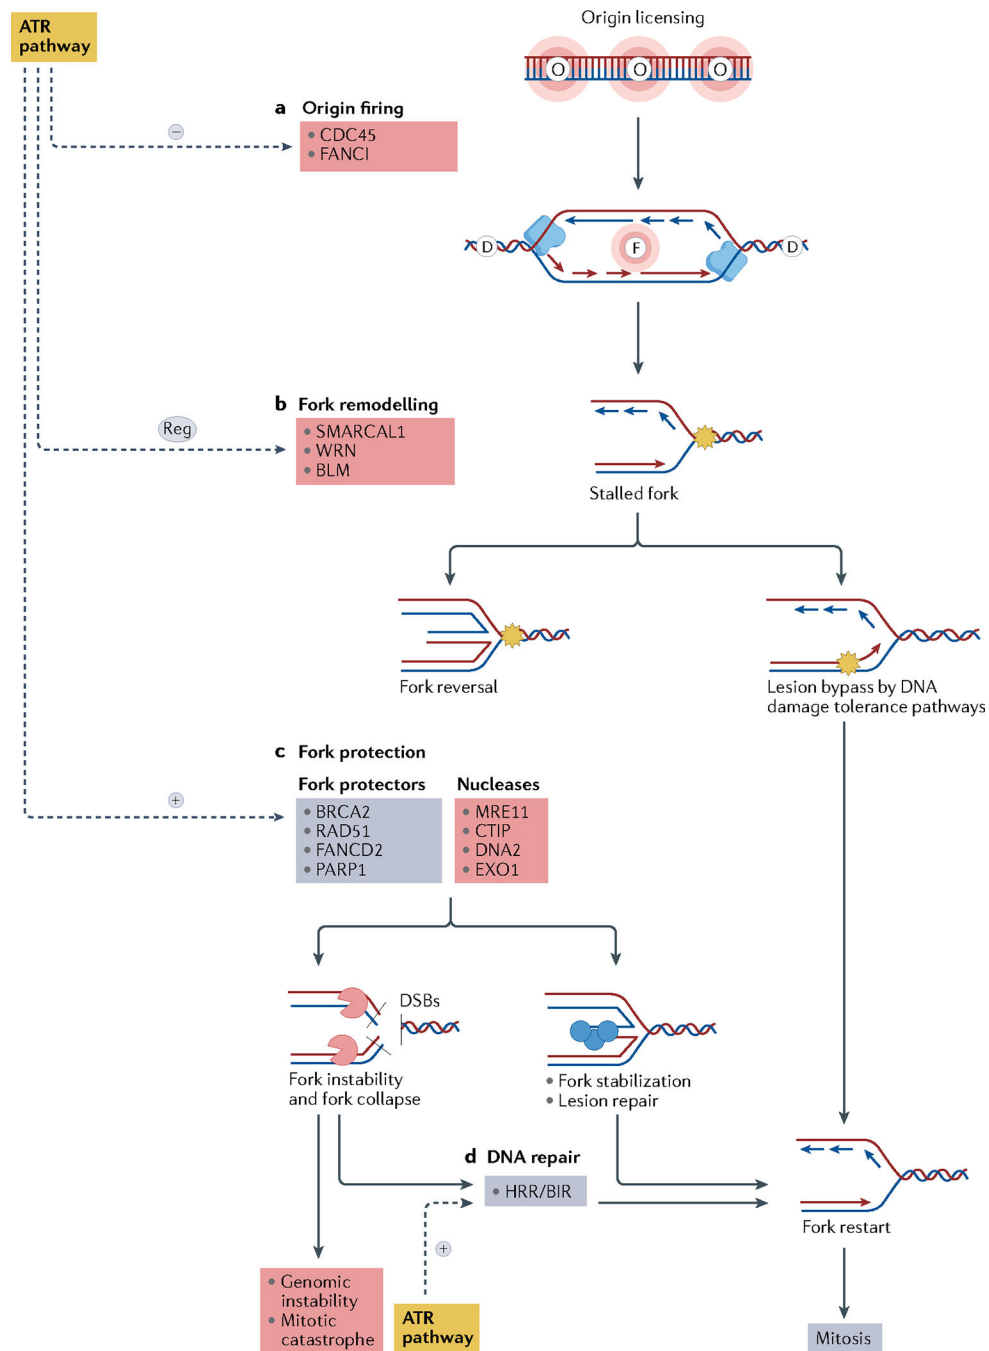 ATR
pathway
Origin licensing
O O O
a Origin firing
• CDC45
• FANCI
−
D F D
b Fork remodelling
• SMARCAL1
• WRN
• BLM
Reg
Stalled fork
Fork reversal
Lesion bypass by DNA
damage tolerance pathways
c Fork protection
Fork protectors
• BRCA2
• RAD51
• FANCD2
• PARP1
Nucleases
• MRE11
• CTIP
• DNA2
• EXO1
+
DSBs
Fork instability
and fork collapse
• Fork stabilization
• Lesion repair
d DNA repair
• HRR/BIR
Fork restart
+
• Genomic
instability
• Mitotic
catastrophe
ATR
pathway
Mitosis